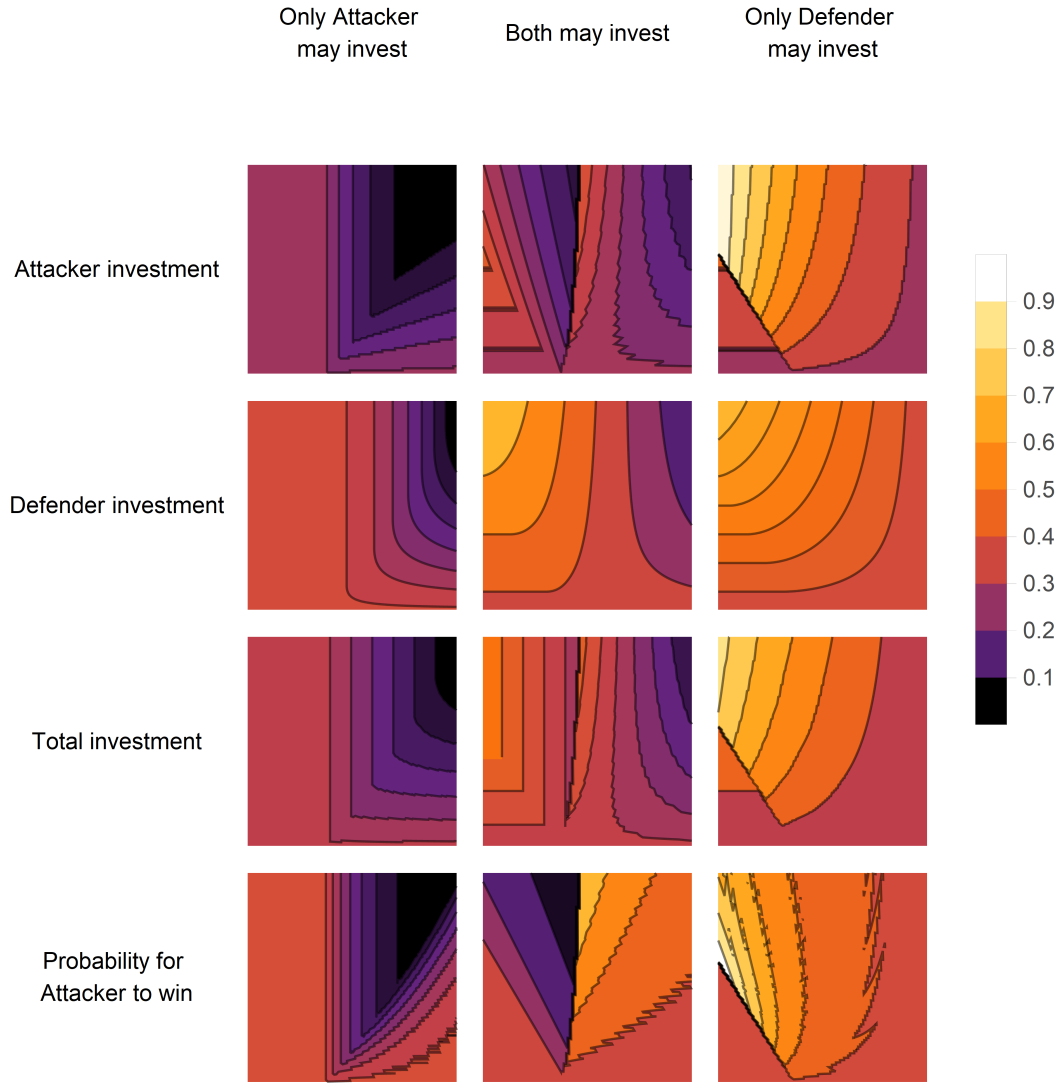 Only Attacker
may invest
Both may invest
Only Defender
may invest
Attacker investment
Defender investment
Total investment
Probability for
Attacker to win
0.9
0.8
0.7
0.6
0.5
0.4
0.3
0.2
0.1